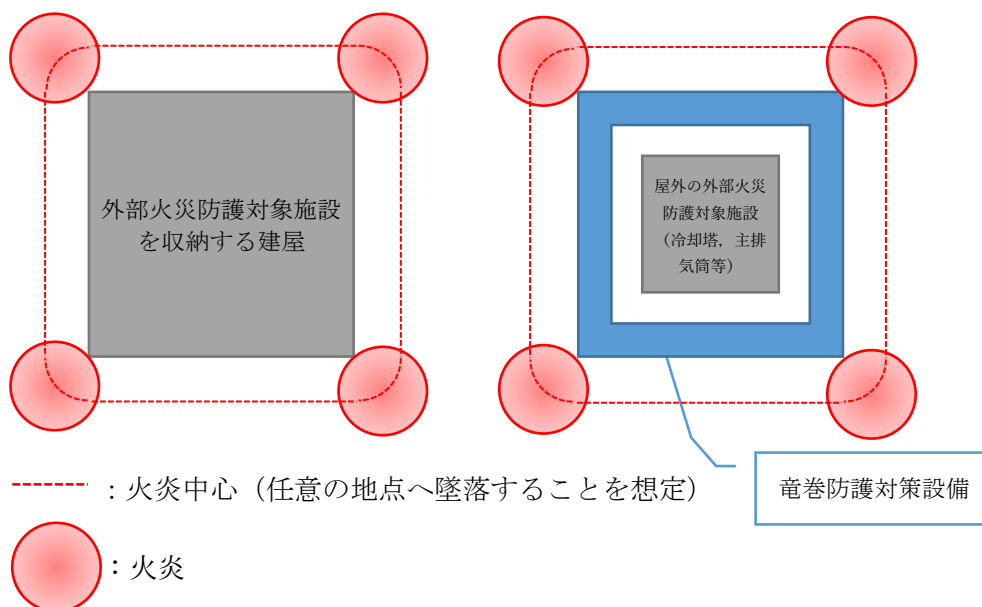 外部火災防護対象施設
を収納する建屋
屋外の外部火災
防護対象施設
（冷却塔，主排
気筒等）
：火炎中心（任意の地点へ墜落することを想定）
竜巻防護対策設備
：火炎